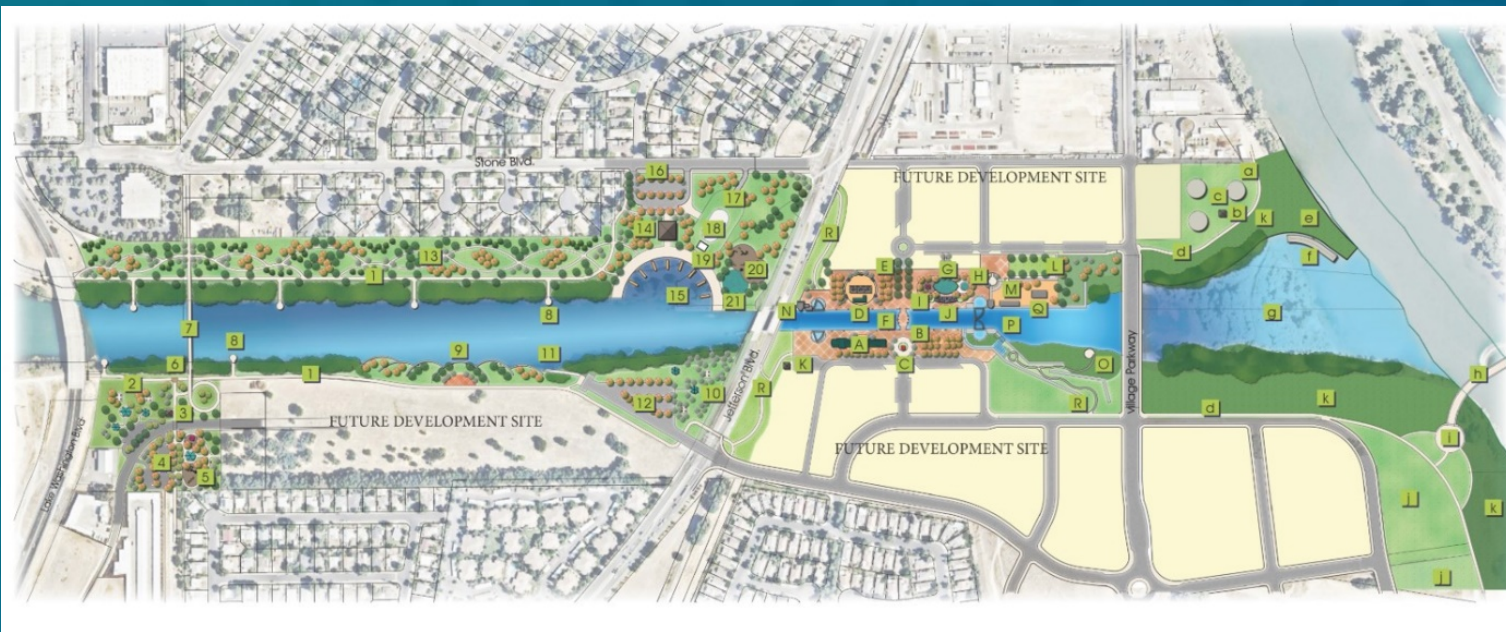 Stone Blvd.
FUTURE DEVELOPMENT SITE
16
17
a
c
b
k
e
14
18
R
d
f
13
1
19
20
E
G
H
L
M
15
21
8
N
D
I
J
Q
g
7
F
B
P
8
9
11
A
C
Village Parkway
6
1
K
O
h
2
10
Jefferson Blvd.
R
R
d
k
3
12
FUTURE DEVELOPMENT SITE
FUTURE DEVELOPMENT SITE
i
4
5
Lake Washington Blvd
j
k
j